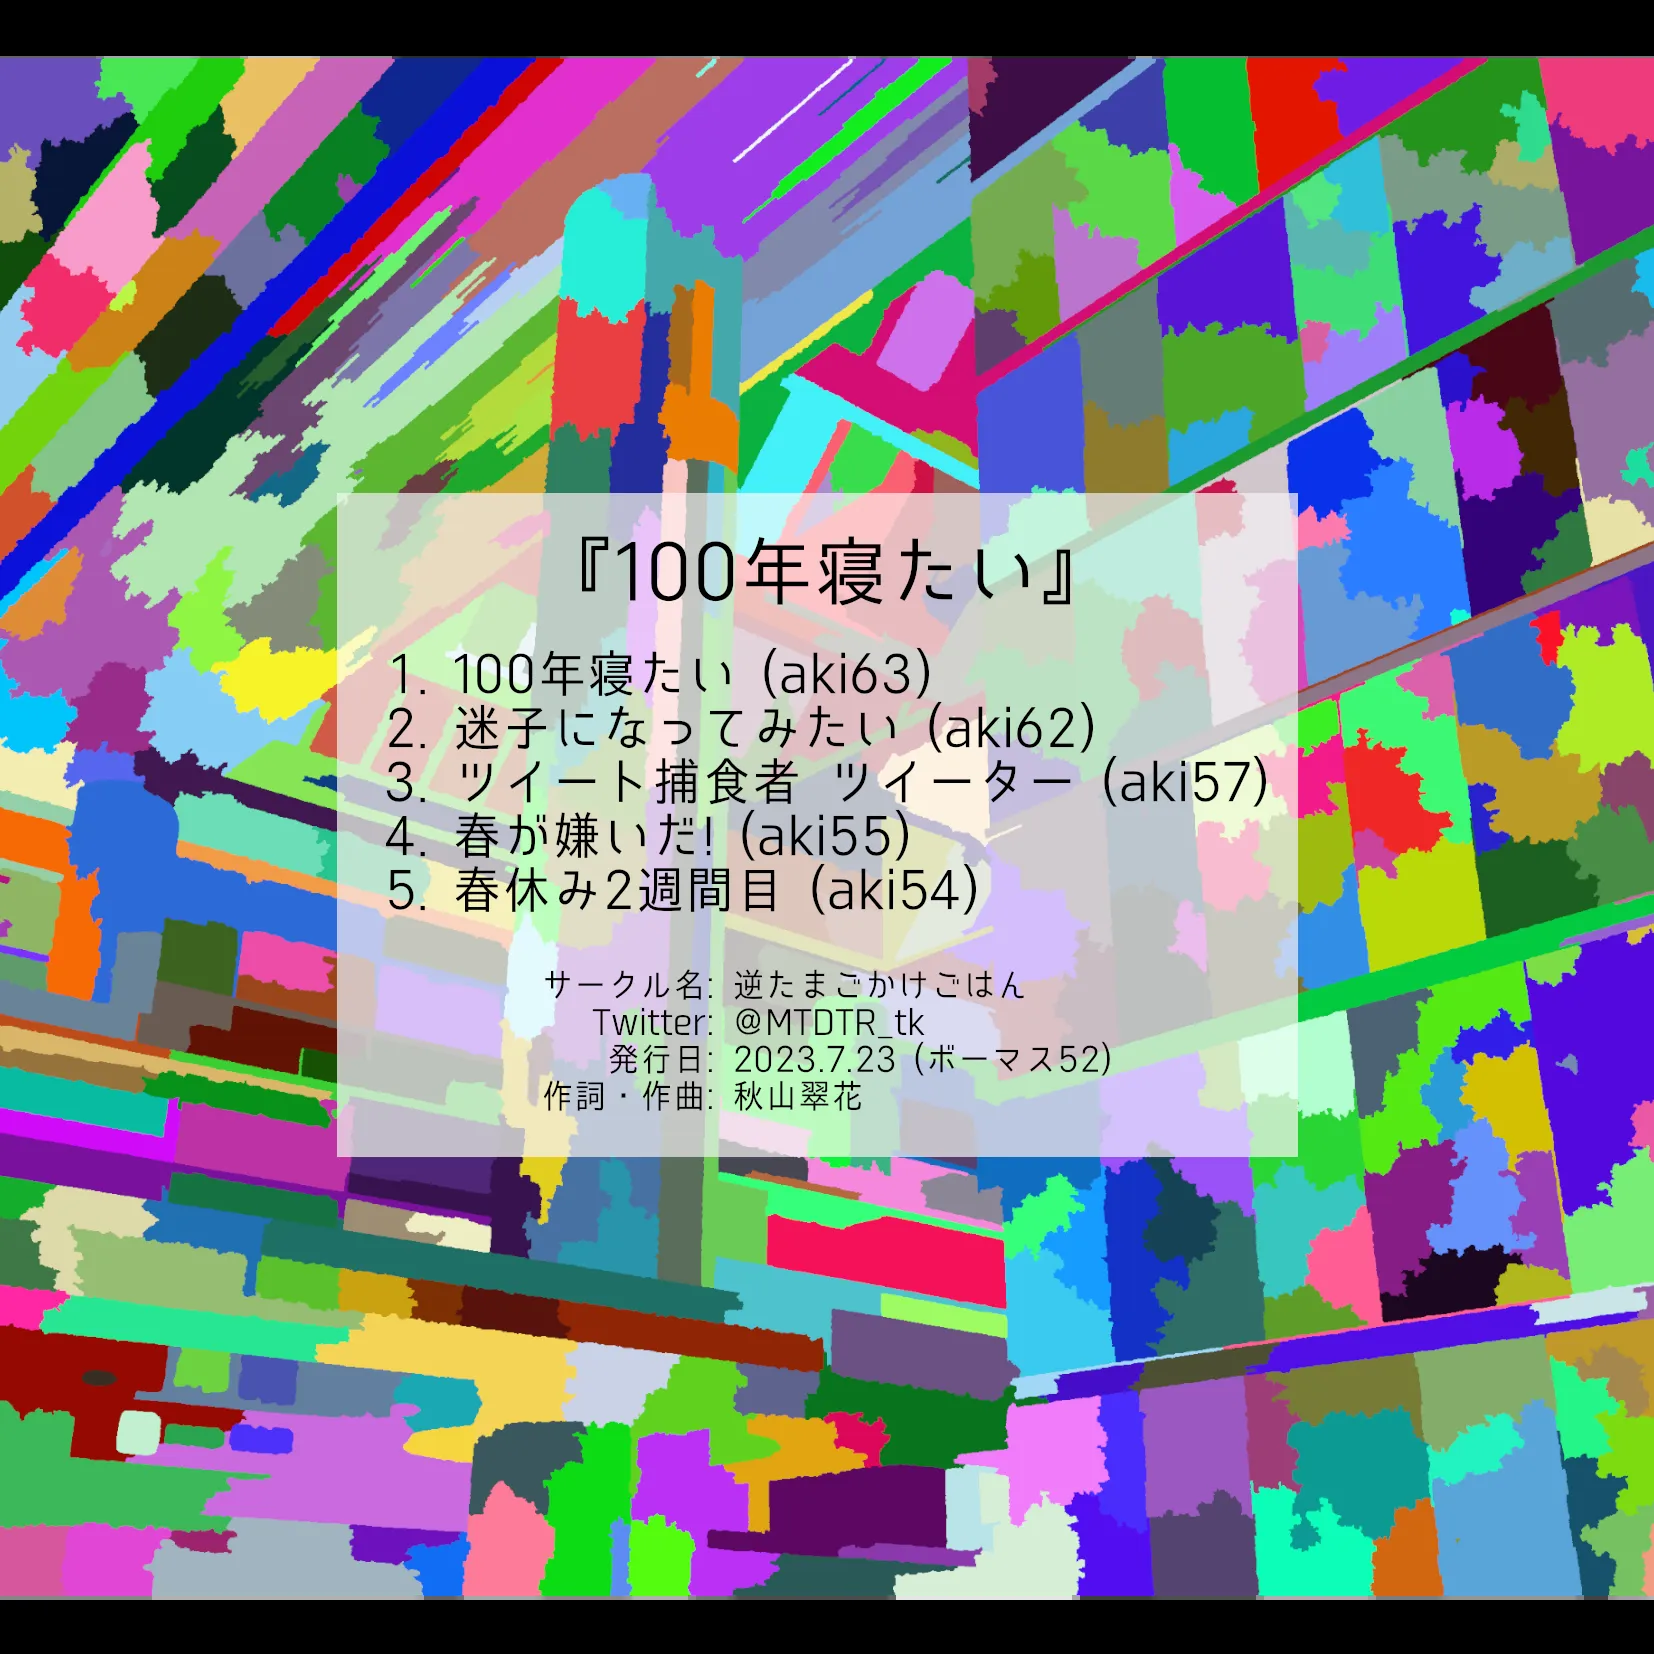 『100年寝たい』
1. 100年寝たい (aki63)
2. 迷子になってみたい (aki62)
3. ツイート捕食者 ツイーター (aki57)
4. 春が嫌いだ! (aki55)
5. 春休み2週間目 (aki54)
サークル名: 逆たまごかけごはん
Twitter: @MTDTR_tk
発行日: 2023.7.23 (ボーマス52)
作詞・作曲: 秋山翠花